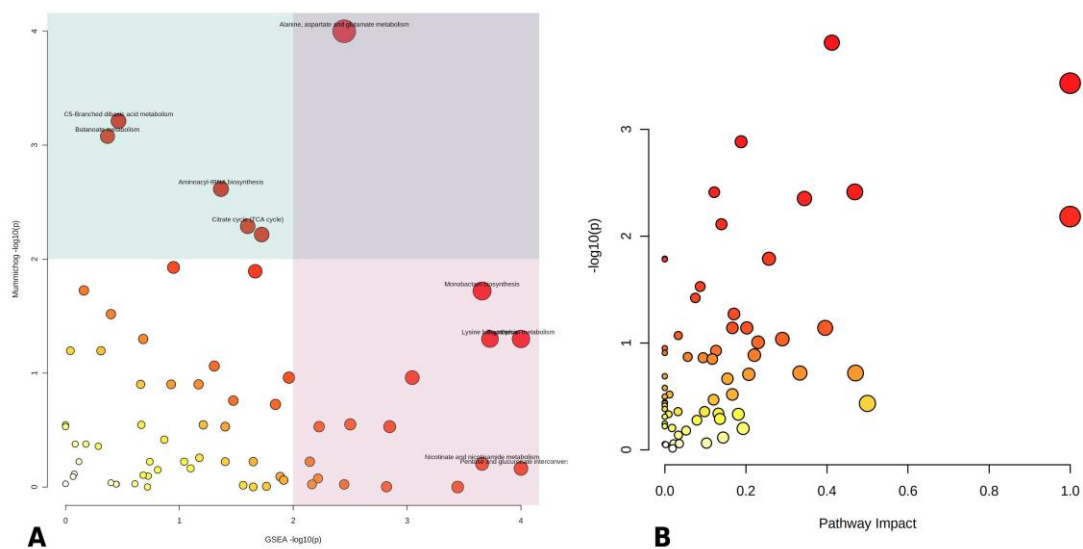 Alanine, aspartate and glutamate metabolism
C5-Branched dibasic acid metabolism
Butanoate metabolism
Aminoacyl-tRNA biosynthesis
Citrate cycle (TCA cycle)
Monobactam biosynthesis
Lysine metabolism
Nicotinate and nicotinamide metabolism
Pentose and glucuronate interconvers
Mummichog -log10(p)
4
3
2
1
0
0
1
2
3
4
GSEA -log10(p)
A
-log10(p)
3
2
1
0
0.0
0.2
0.4
0.6
0.8
1.0
Pathway Impact
B